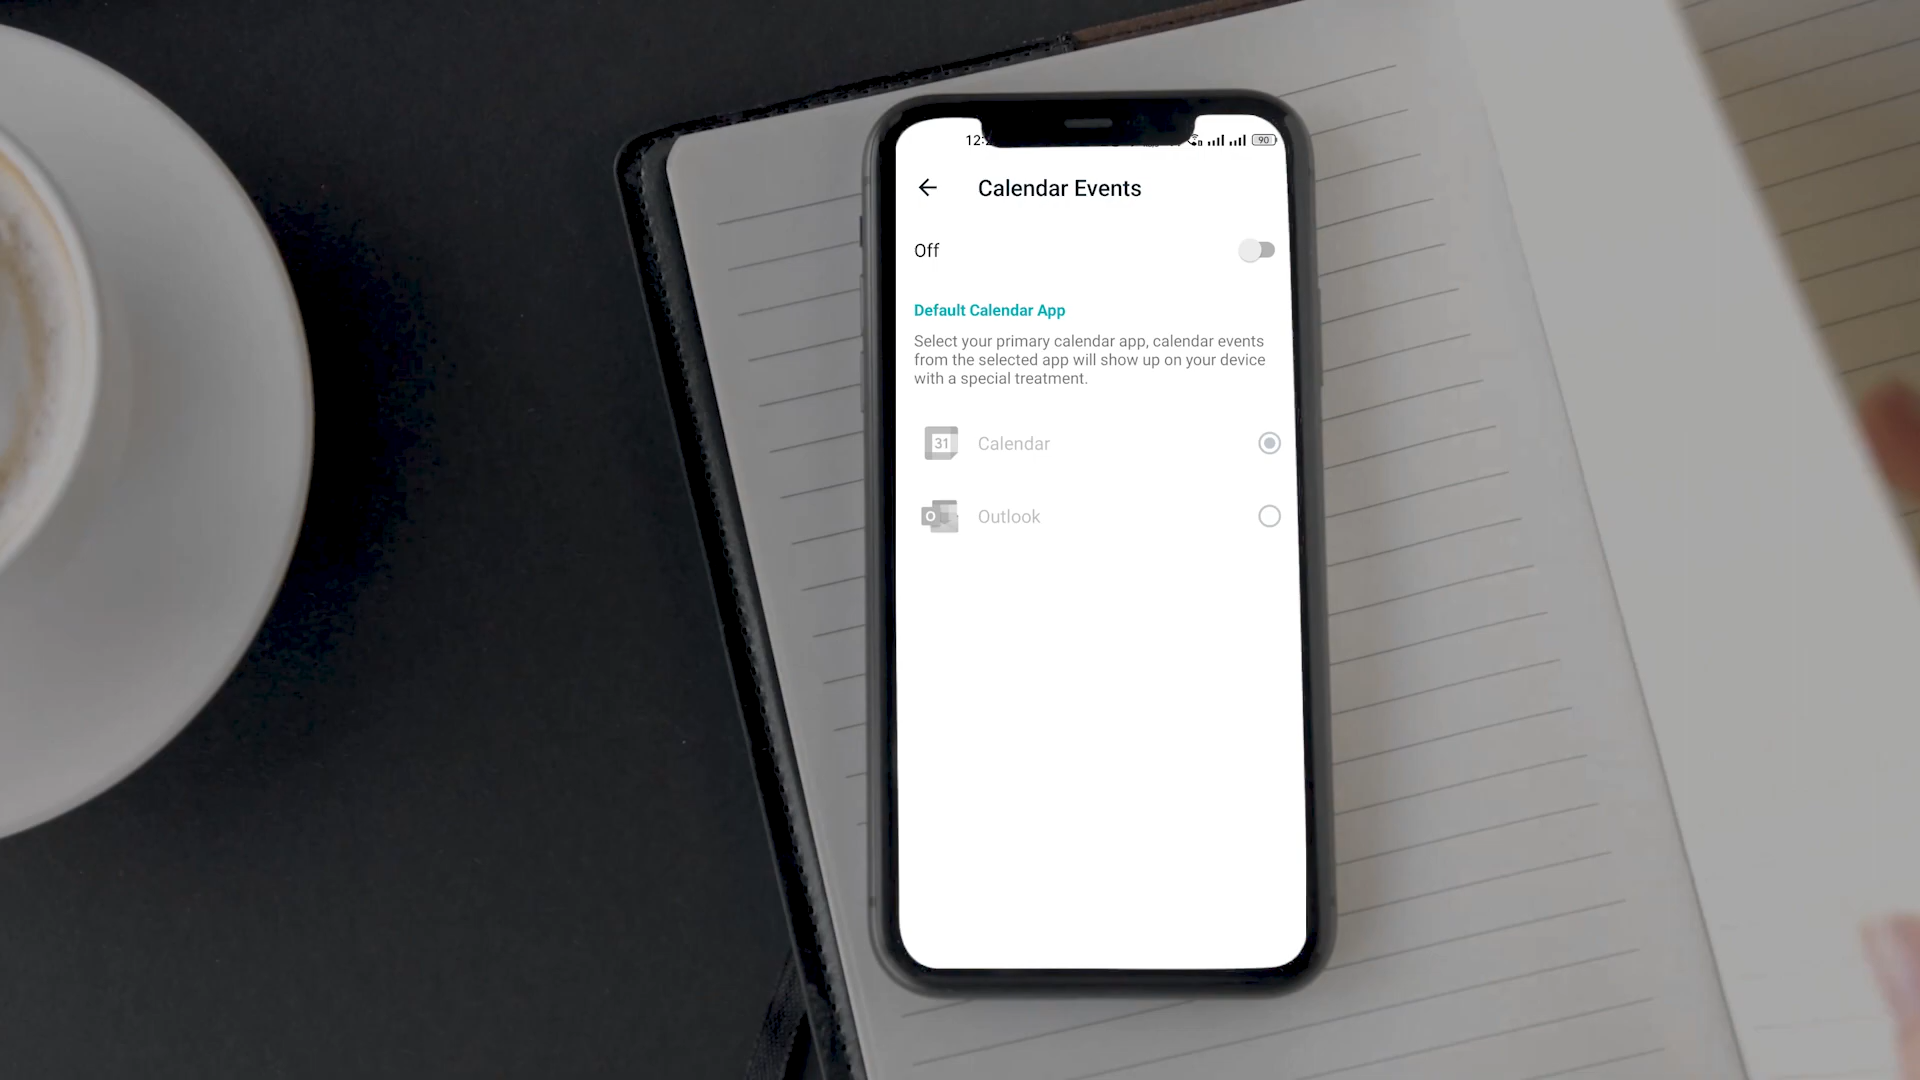 90
Calendar Events
Off
Default Calendar App
Select your primary calendar app, calendar events
from the selected app will show up on your device
with a special treatment.
31
Calendar
O
Outlook